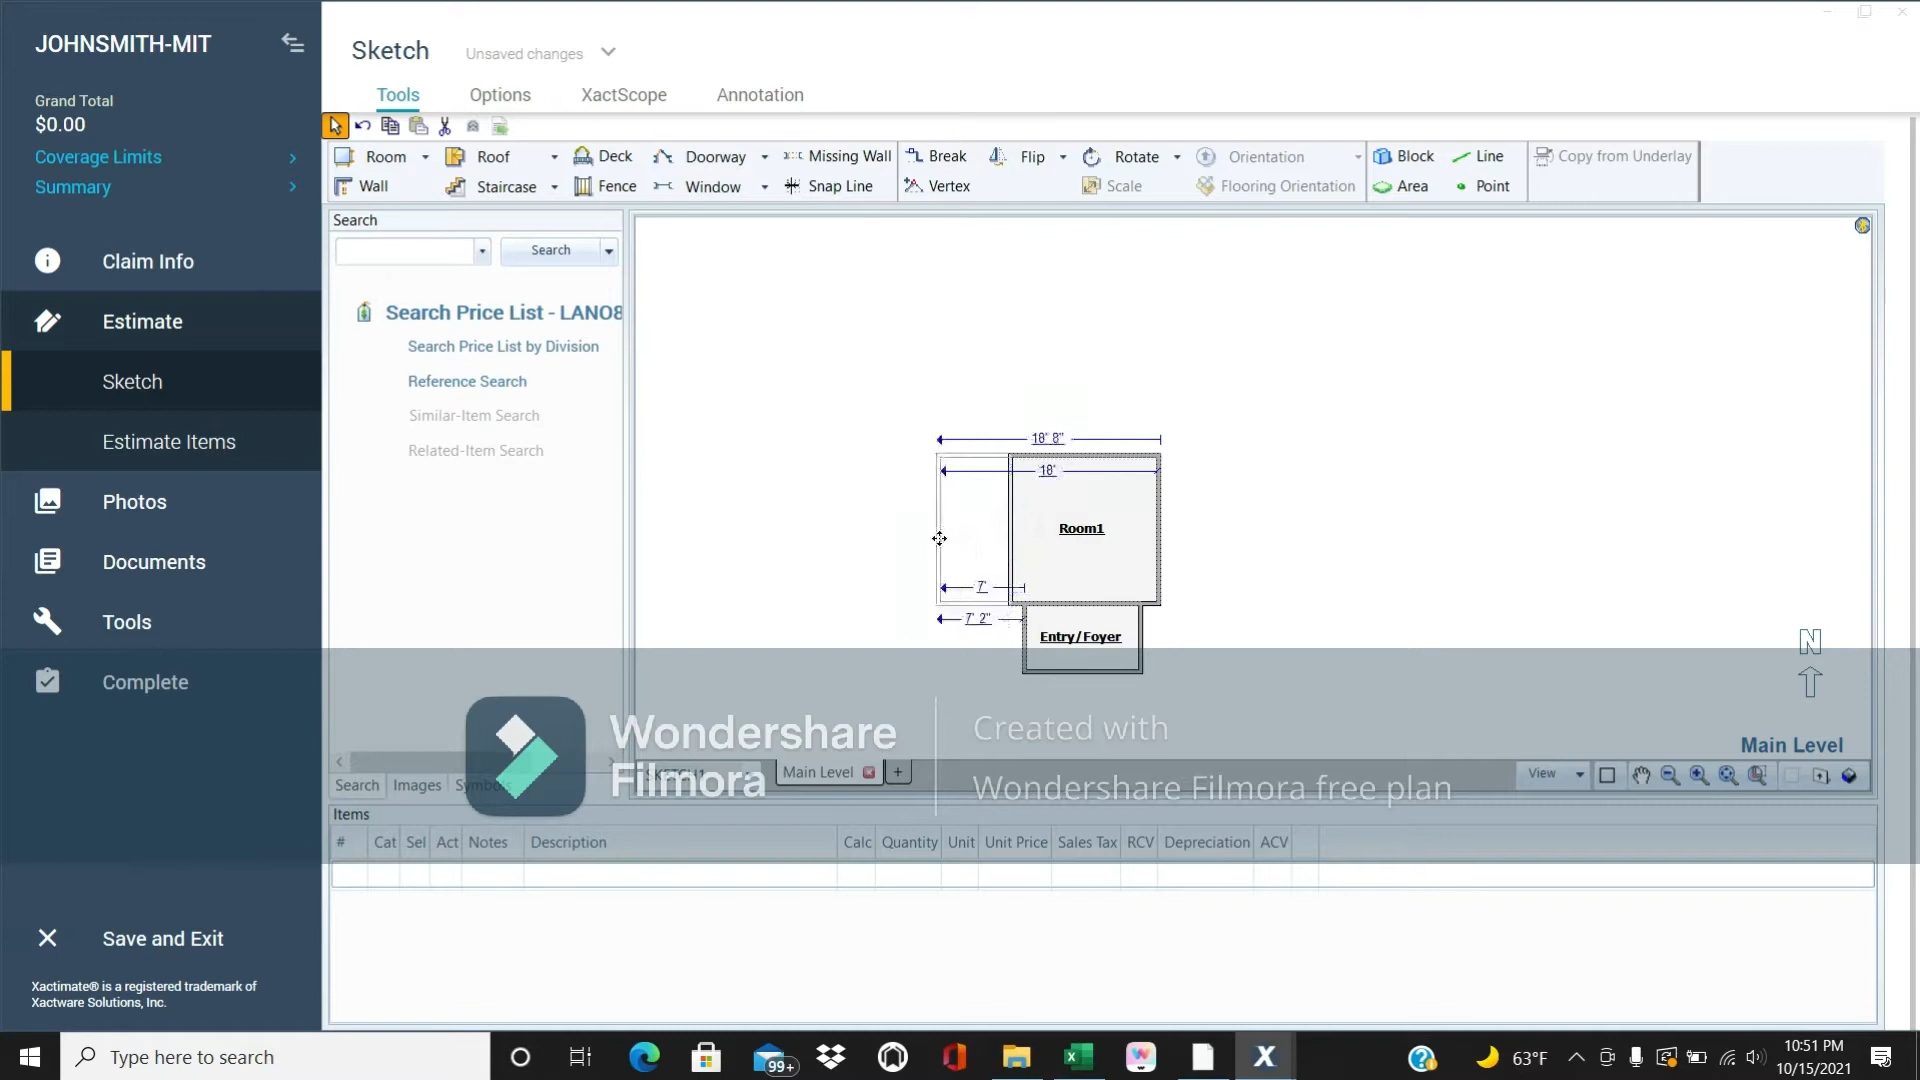 JOHNSMITH-MIT
Grand Total
$0.00
Coverage Limits
Summary
Claim Info
Estimate
Sketch
Estimate Items
Photos
Documents
Tools
Complete
Save and Exit
Xactimate® is a registered trademark of
Xactware Solutions, Inc.
Sketch Unsaved changes
Tools Options XactScope Annotation
Room Roof Deck Doorway Missing Wall Break Flip Rotate Orientation Block Line Copy from Underlay
Wall Staircase Fence Window Snap Line Vertex Scale Flooring Orientation Area Point
Search
Search
Search Price List - LANO8
Search Price List by Division
Reference Search
Similar-Item Search
Related-Item Search
18' 8"
18'
Room1
7'
7' 2"
Entry/Foyer
N
Main Level
Wondershare
Filmora
Created with
Wondershare Filmora free plan
Search Images Symbols
Main Level + View
Items
# Cat Sel Act Notes Description Calc Quantity Unit Unit Price Sales Tax RCV Depreciation ACV
Type here to search
99+
63°F
10:51 PM
10/15/2021